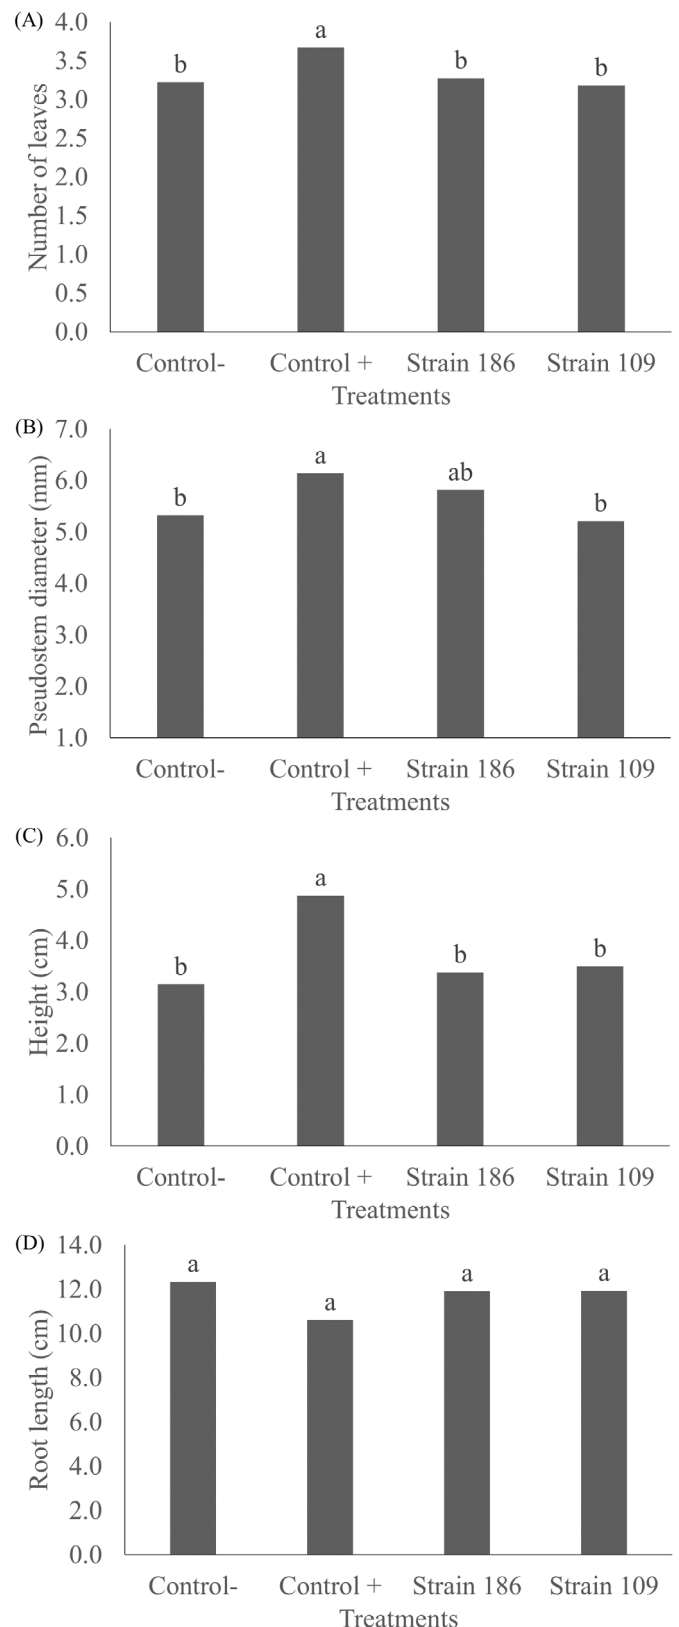 (A)
Number of leaves
4.0
3.5
3.0
2.5
2.0
1.5
1.0
0.5
0.0
b
a
b
b
Control-
Control +
Strain 186
Strain 109
Treatments
(B)
Pseudostem diameter (mm)
7.0
6.0
5.0
4.0
3.0
2.0
1.0
b
a
ab
b
Control-
Control +
Strain 186
Strain 109
Treatments
(C)
Height (cm)
6.0
5.0
4.0
3.0
2.0
1.0
0.0
b
a
b
b
Control-
Control +
Strain 186
Strain 109
Treatments
(D)
Root length (cm)
14.0
12.0
10.0
8.0
6.0
4.0
2.0
0.0
a
a
a
a
Control-
Control +
Strain 186
Strain 109
Treatments